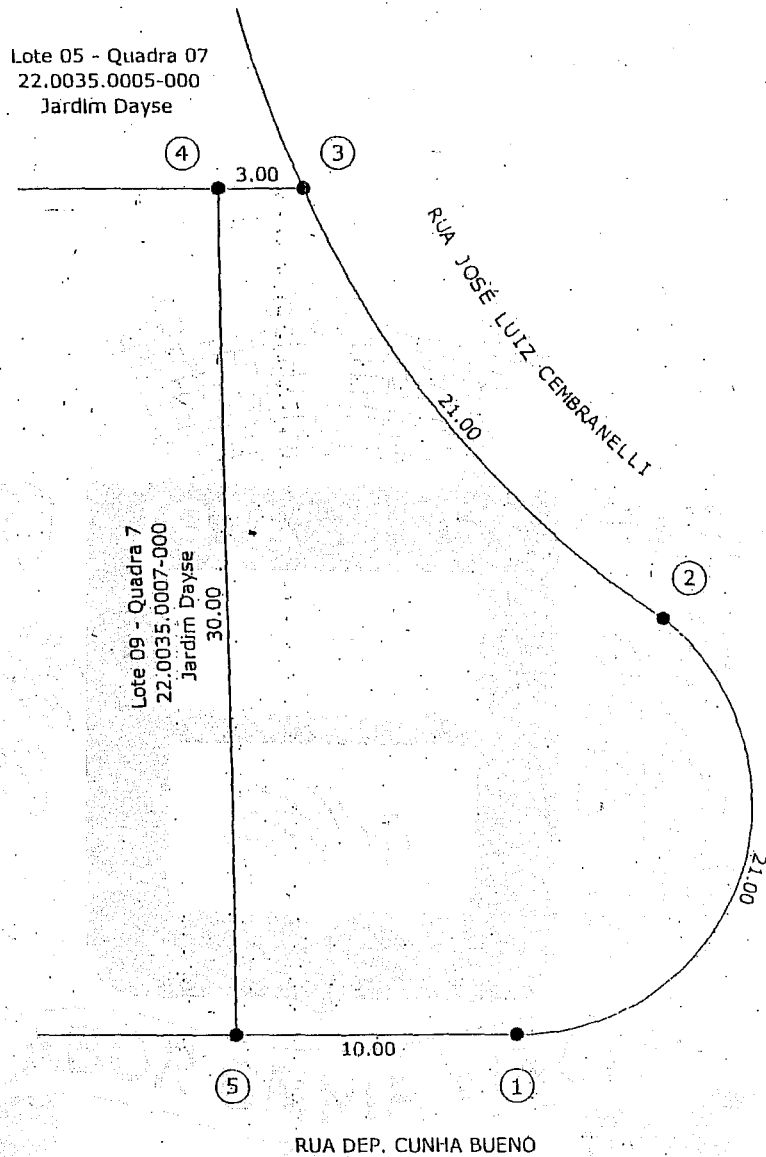 Lote 05 - Quadra 07
22.0035.0005-000
Jardim Dayse
4
3
3.00
RUA JOSÉ LUIZ CEMBRANELLI
21.00
Lote 09 - Quadra 7
22.0035.0007-000
Jardim Dayse
30.00
2
21.00
10.00
5
1
RUA DEP. CUNHA BUENO